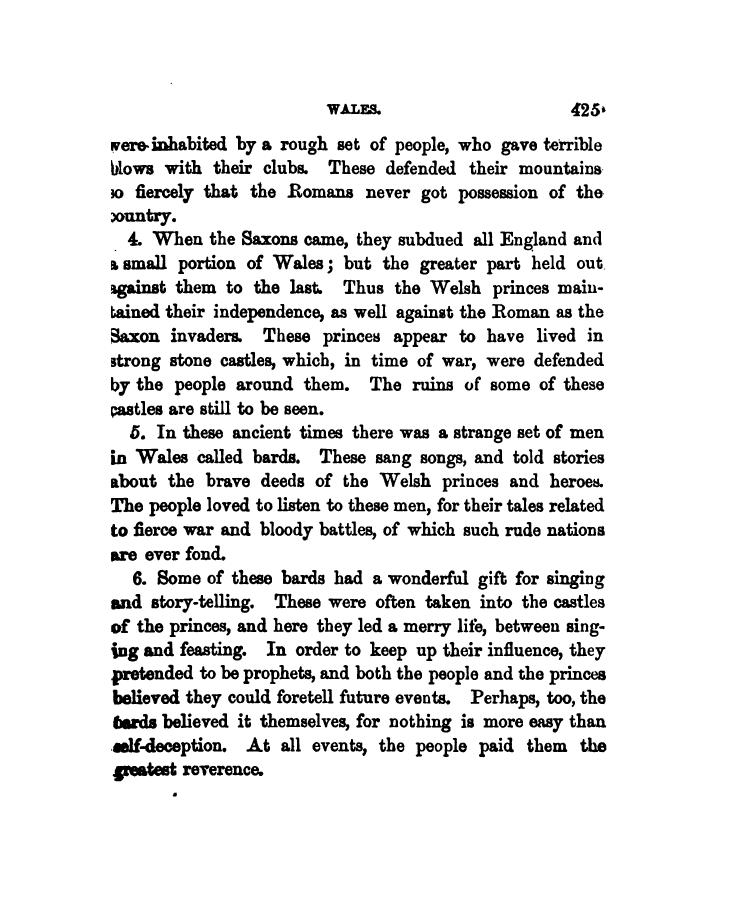 WALES. 425
were inhabited by a rough set of people, who gave terrible
blows with their clubs. These defended their mountains
so fiercely that the Romans never got possession of the
country.
4. When the Saxons came, they subdued all England and
a small portion of Wales; but the greater part held out
against them to the last. Thus the Welsh princes main-
tained their independence, as well against the Roman as the
Saxon invaders. These princes appear to have lived in
strong stone castles, which, in time of war, were defended
by the people around them. The ruins of some of these
castles are still to be seen.
5. In these ancient times there was a strange set of men
in Wales called bards. These sang songs, and told stories
about the brave deeds of the Welsh princes and heroes.
The people loved to listen to these men, for their tales related
to fierce war and bloody battles, of which such rude nations
are ever fond.
6. Some of these bards had a wonderful gift for singing
and story-telling. These were often taken into the castles
of the princes, and here they led a merry life, between sing-
ing and feasting. In order to keep up their influence, they
pretended to be prophets, and both the people and the princes
believed they could foretell future events. Perhaps, too, the
bards believed it themselves, for nothing is more easy than
self-deception. At all events, the people paid them the
greatest reverence.